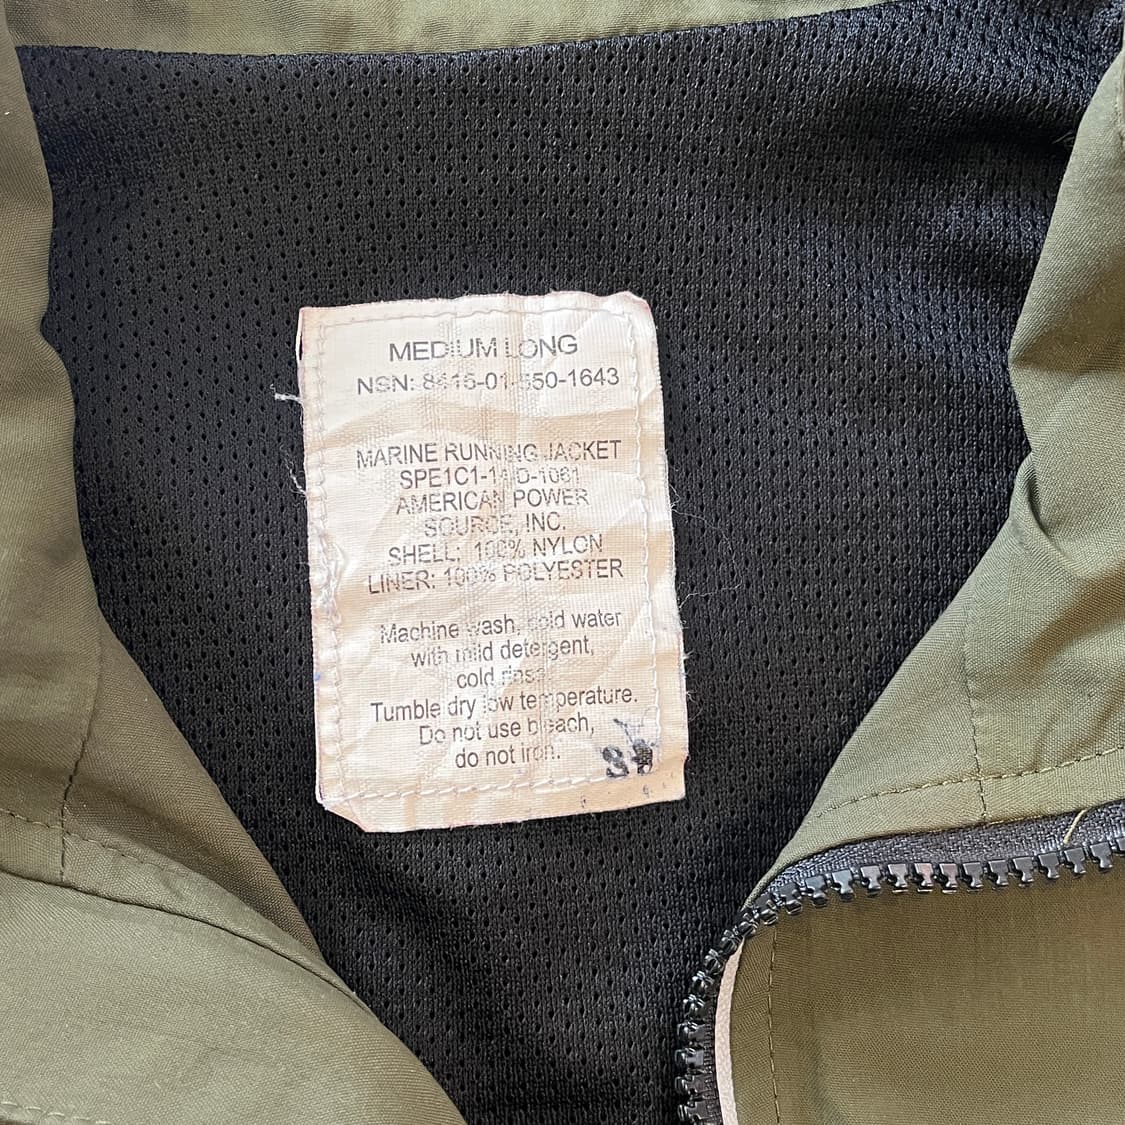 MEDIUM LONG
NSN: 8415-01-550-1643
MARINE RUNNING JACKET
SPE1C1-14-D-1061
AMERICAN POWER
SOURCE, INC.
SHELL: 100% NYLON
LINER: 100% POLYESTER
Machine wash, cold water
with mild detergent,
cold rinse.
Tumble dry low temperature.
Do not use bleach,
do not iron.